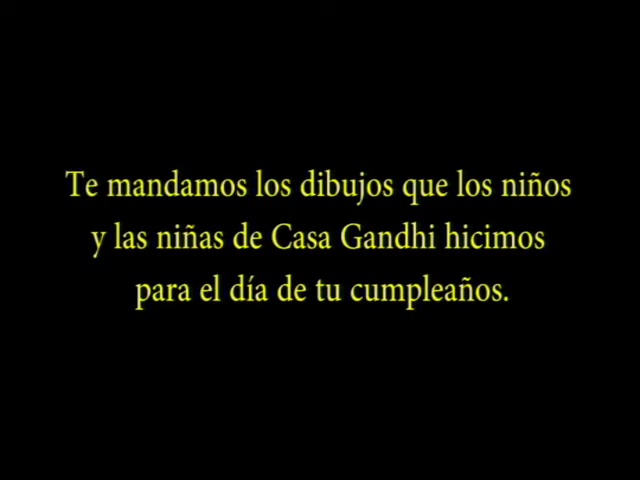 Te mandamos los dibujos que los niños
y las niñas de Casa Gandhi hicimos
para el día de tu cumpleaños.